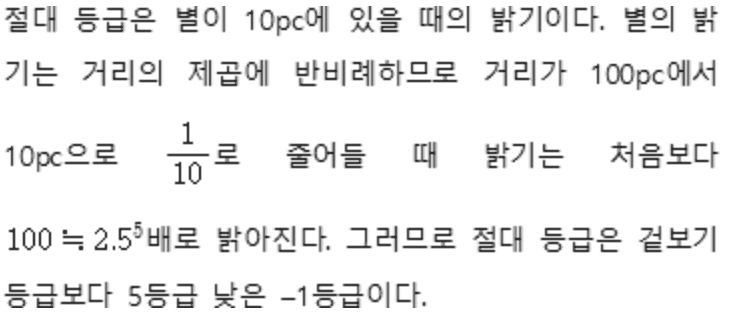 절대 등급은 별이 10pc에 있을 때의 밝기이다. 별의 밝
기는 거리의 제곱에 반비례하므로 거리가 100pc에서
10pc으로 1/10로 줄어들 때 밝기는 처음보다
100≒2.5⁵배로 밝아진다. 그러므로 절대 등급은 겉보기
등급보다 5등급 낮은 –1등급이다.